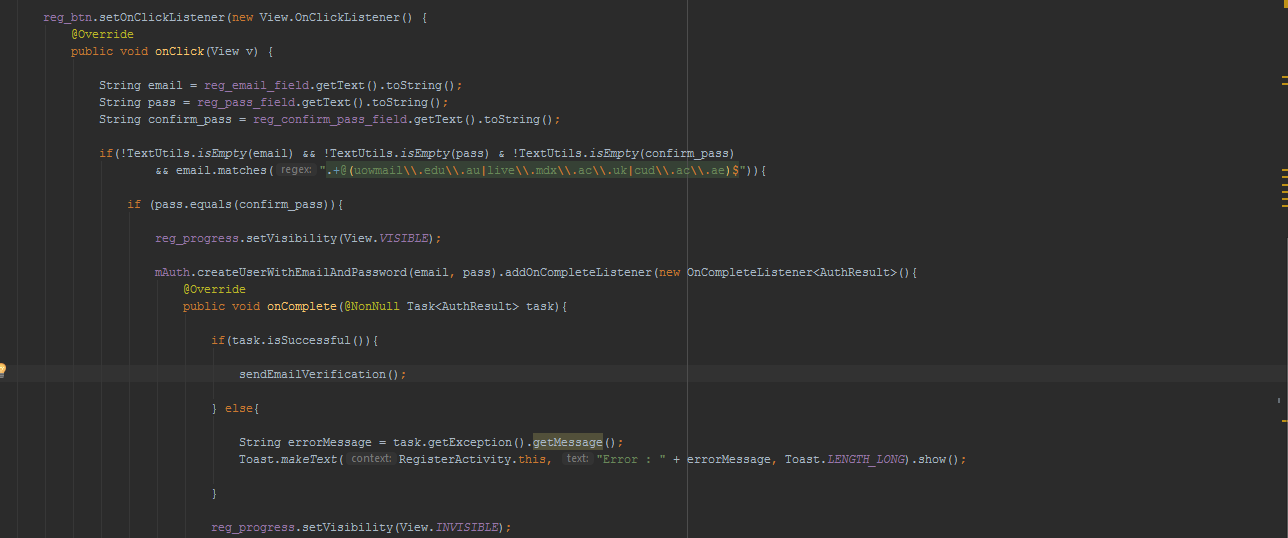 reg_btn.setOnClickListener(new View.OnClickListener() {
@Override
public void onClick(View v) {
String email = reg_email_field.getText().toString();
String pass = reg_pass_field.getText().toString();
String confirm_pass = reg_confirm_pass_field.getText().toString();
if(!TextUtils.isEmpty(email) && !TextUtils.isEmpty(pass) & !TextUtils.isEmpty(confirm_pass)
&& email.matches( regex: ".+@(uowmail\\.edu\\.au|live\\.mdx\\.ac\\.uk|cud\\.ac\\.ae)$")){
if (pass.equals(confirm_pass)){
reg_progress.setVisibility(View.VISIBLE);
mAuth.createUserWithEmailAndPassword(email, pass).addOnCompleteListener(new OnCompleteListener<AuthResult>(){
@Override
public void onComplete(@NonNull Task<AuthResult> task){
if(task.isSuccessful()){
sendEmailVerification();
} else{
String errorMessage = task.getException().getMessage();
Toast.makeText( context: RegisterActivity.this, text: "Error : " + errorMessage, Toast.LENGTH_LONG).show();
}
reg_progress.setVisibility(View.INVISIBLE);